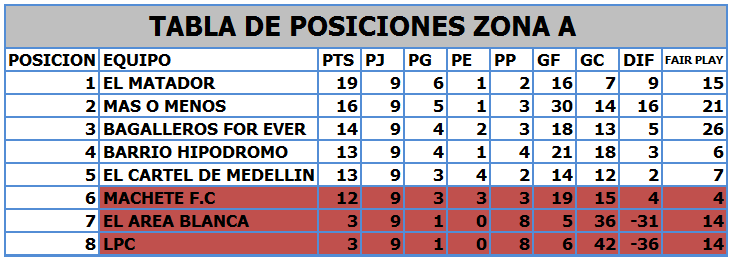 TABLA DE POSICIONES ZONA A
POSICION EQUIPO PTS PJ PG PE PP GF GC DIF FAIR PLAY
1 EL MATADOR 19 9 6 1 2 16 7 9 15
2 MAS O MENOS 16 9 5 1 3 30 14 16 21
3 BAGALLEROS FOR EVER 14 9 4 2 3 18 13 5 26
4 BARRIO HIPODROMO 13 9 4 1 4 21 18 3 6
5 EL CARTEL DE MEDELLIN 13 9 3 4 2 14 12 2 7
6 MACHETE F.C 12 9 3 3 3 19 15 4 4
7 EL AREA BLANCA 3 9 1 0 8 5 36 -31 14
8 LPC 3 9 1 0 8 6 42 -36 14